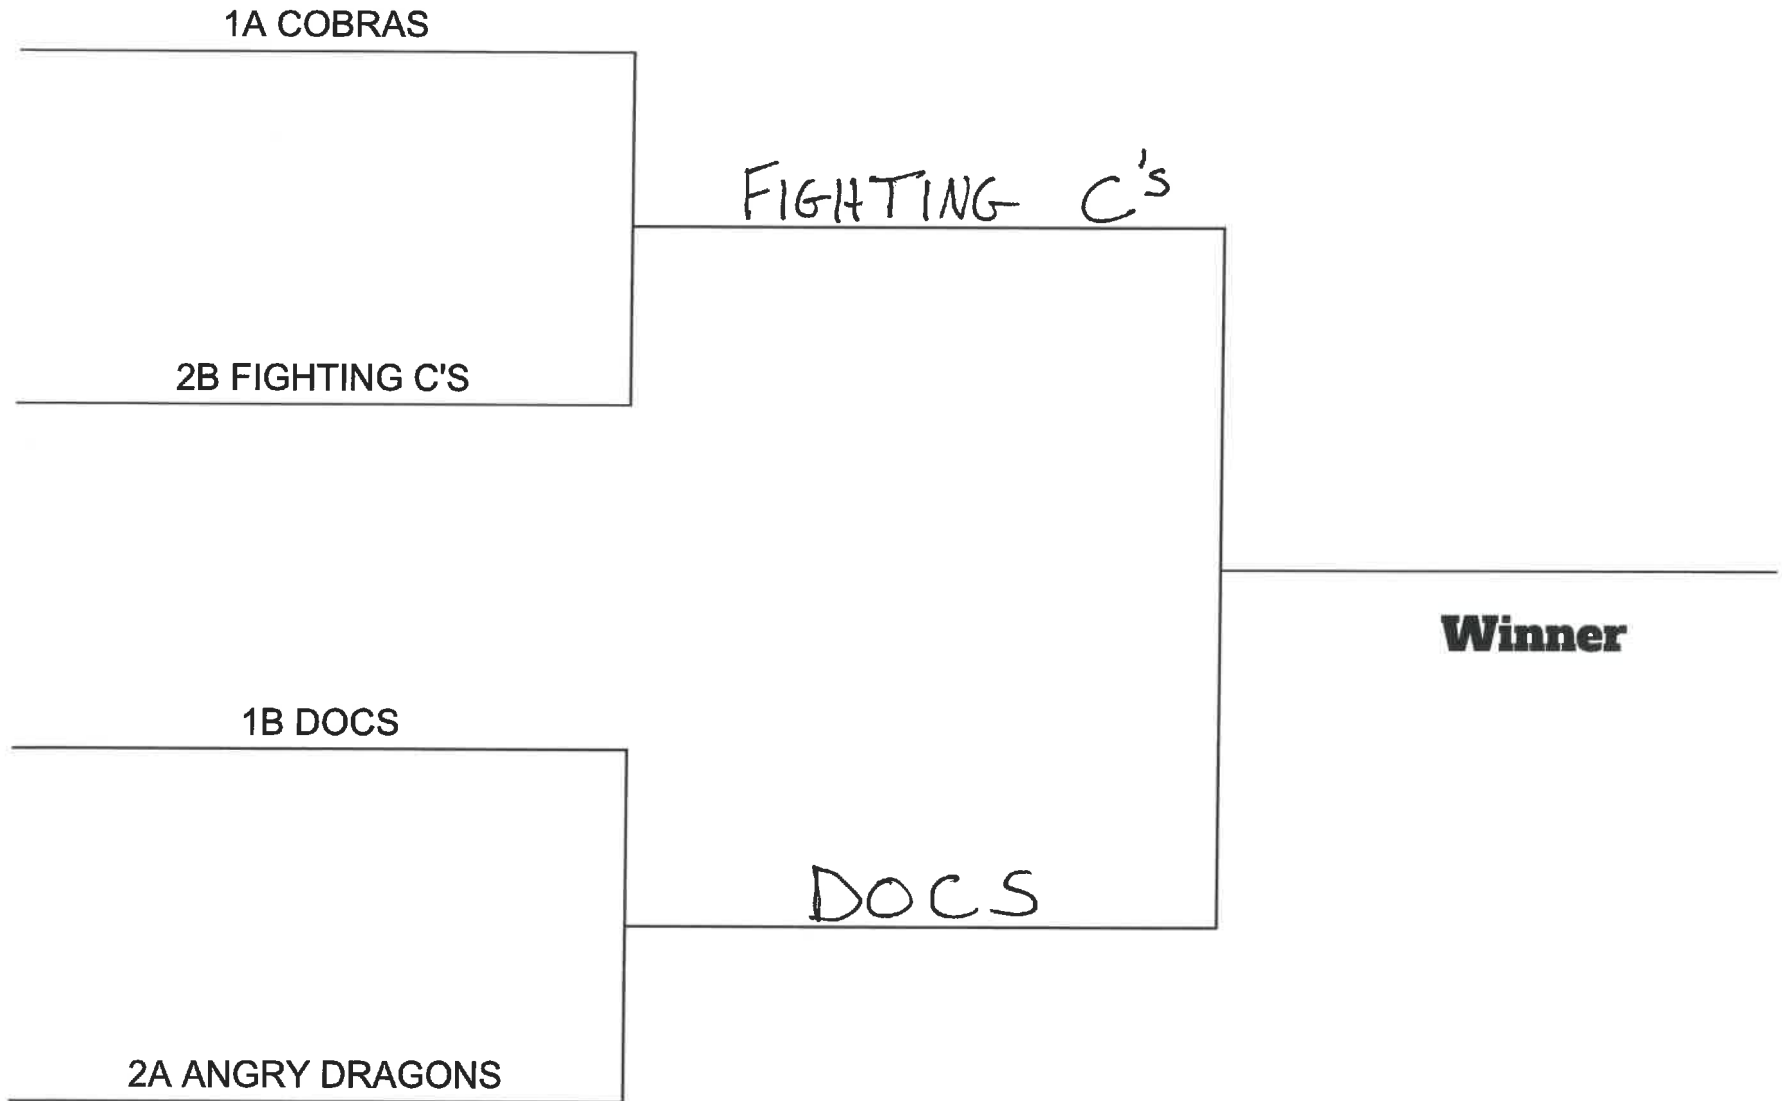 1A COBRAS
FIGHTING C's
2B FIGHTING C'S
Winner
1B DOCS
DOCS
2A ANGRY DRAGONS